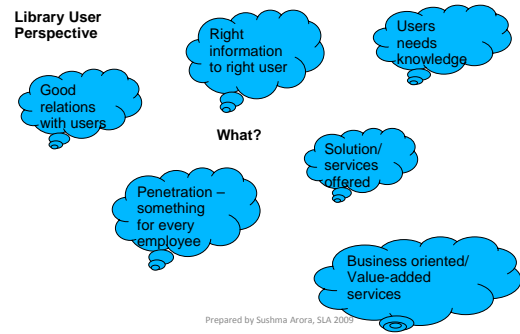 Library User
Perspective
Right
information
to right user
Users
needs
knowledge
Good
relations
with users
What?
Solution/
services
offered
Penetration –
something
for every
employee
Business oriented/
Value-added
services
Prepared by Sushma Arora, SLA 2009